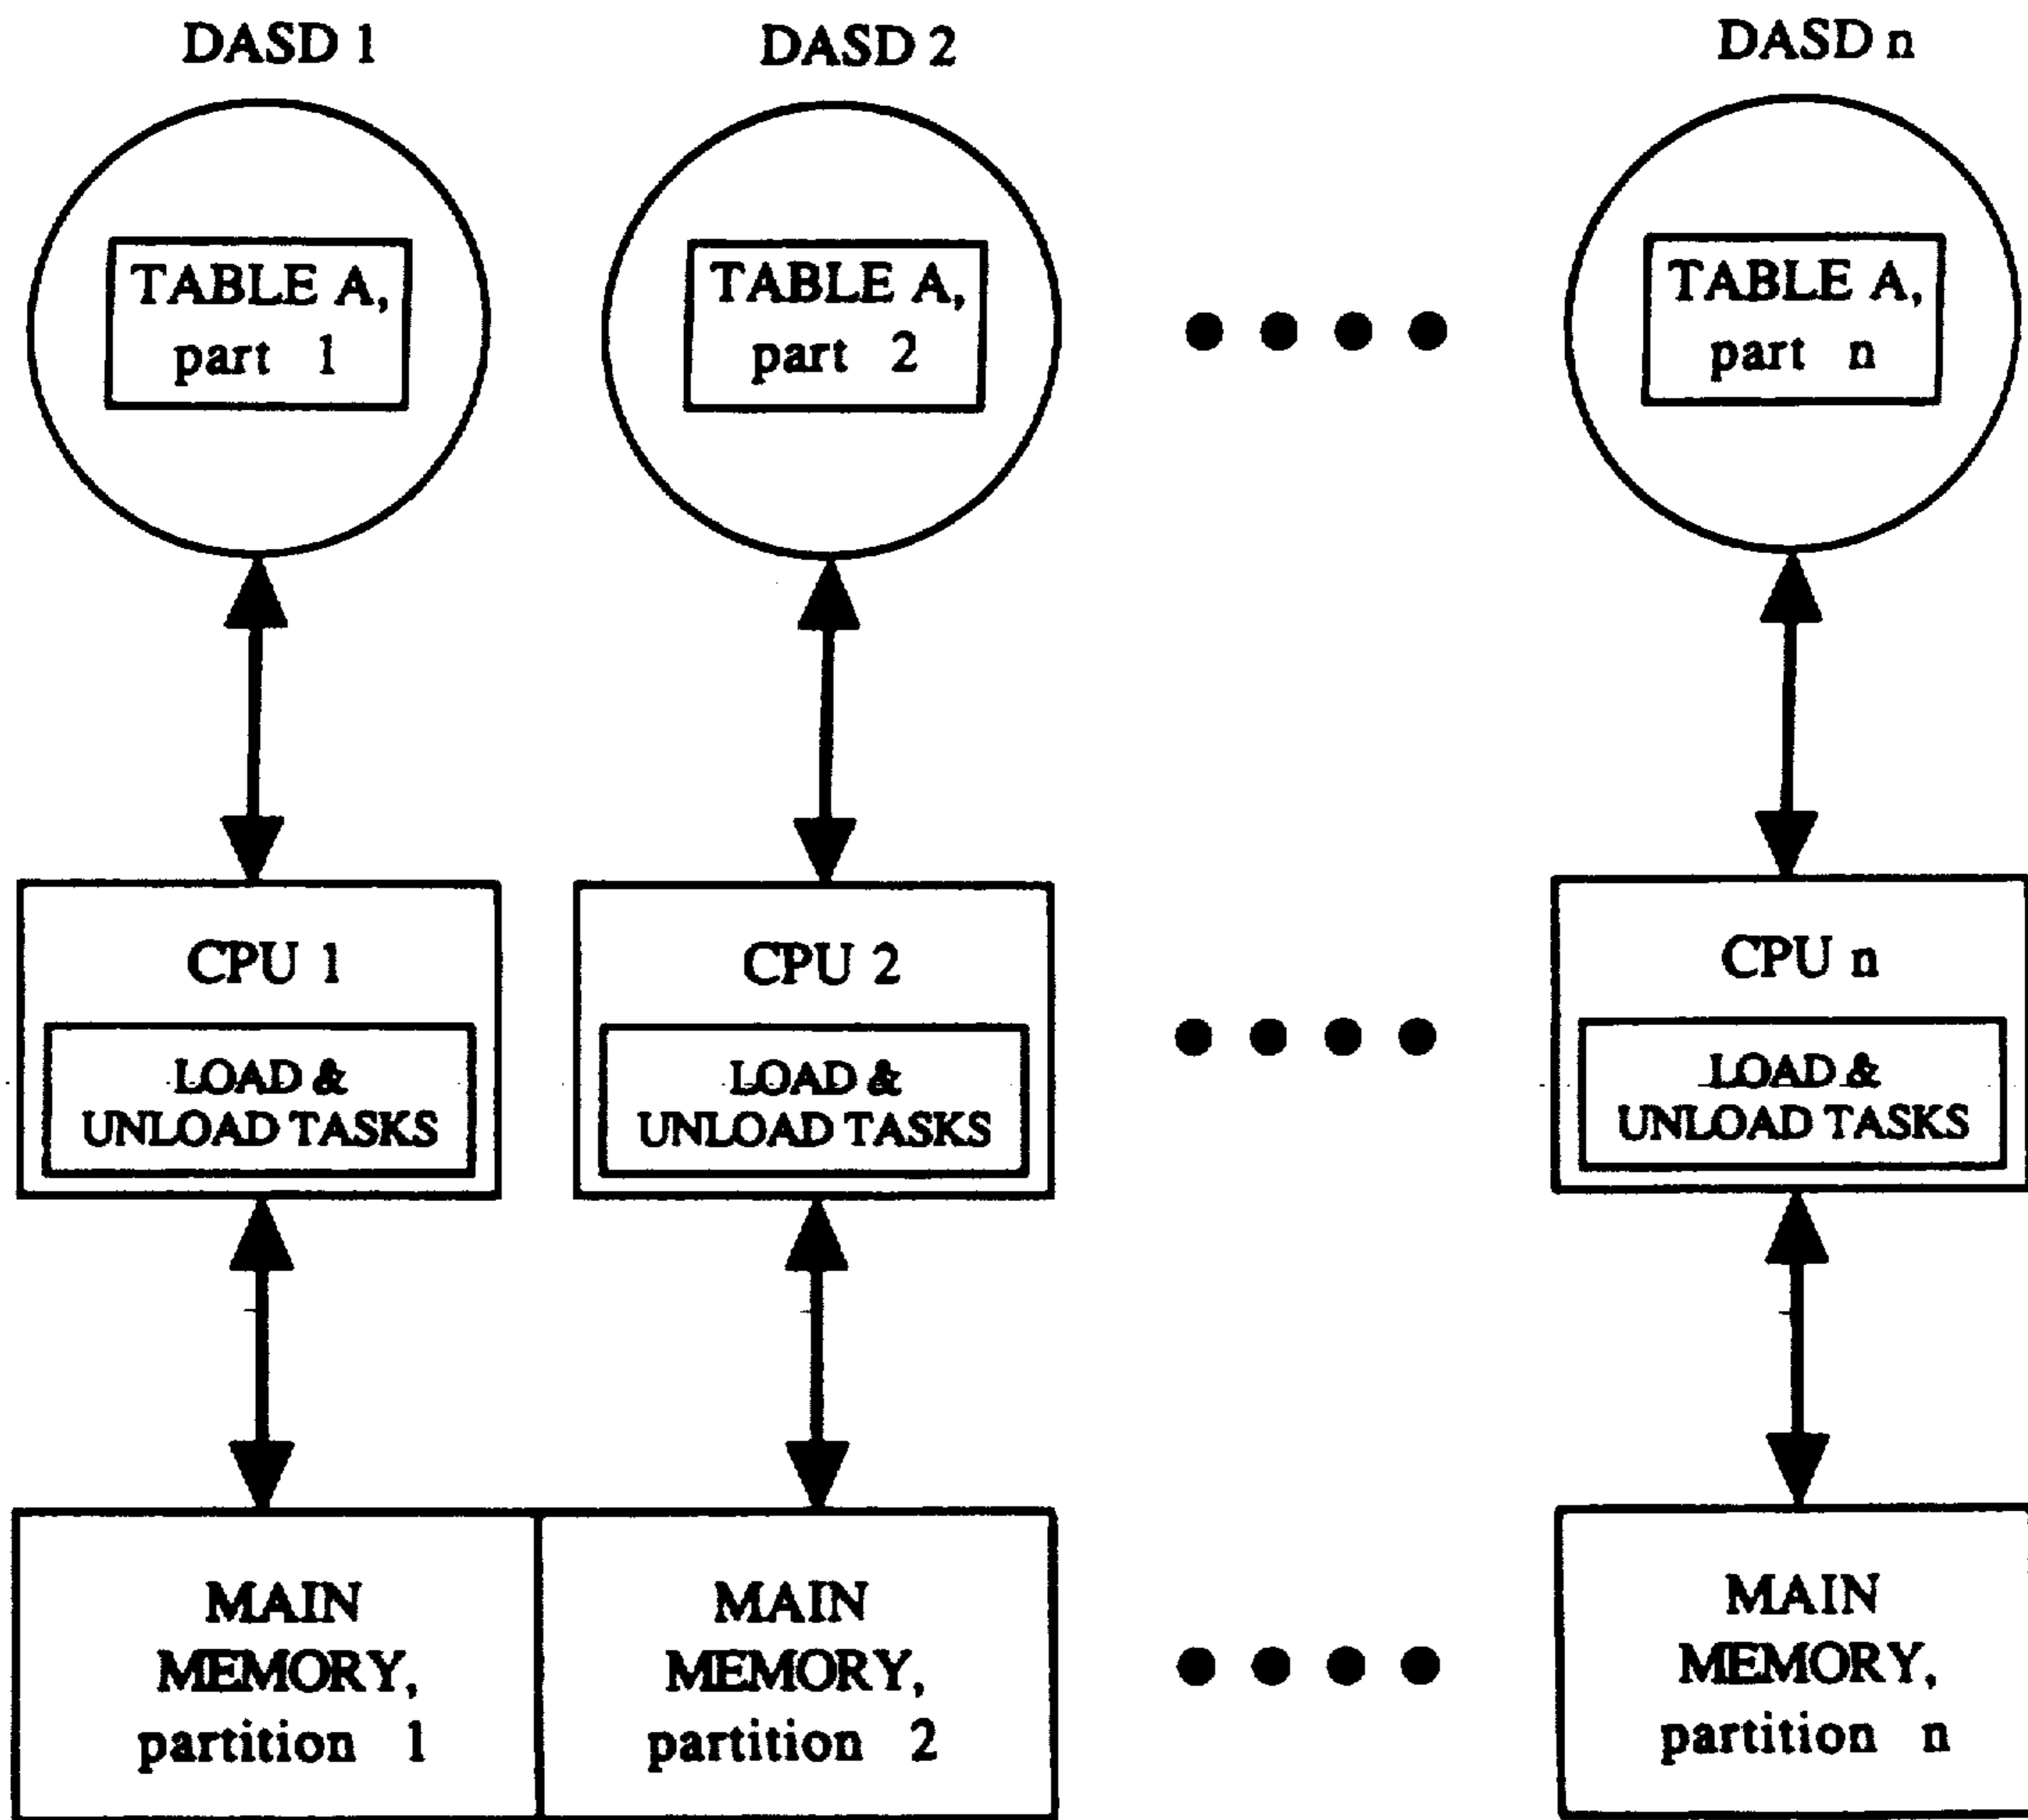 DASD 1
DASD 2
DASD n
TABLE A,
part 1
TABLE A,
part 2
TABLE A,
part n
CPU 1
LOAD &
UNLOAD TASKS
CPU 2
LOAD &
UNLOAD TASKS
CPU n
LOAD &
UNLOAD TASKS
MAIN
MEMORY,
partition 1
MAIN
MEMORY,
partition 2
MAIN
MEMORY,
partition n